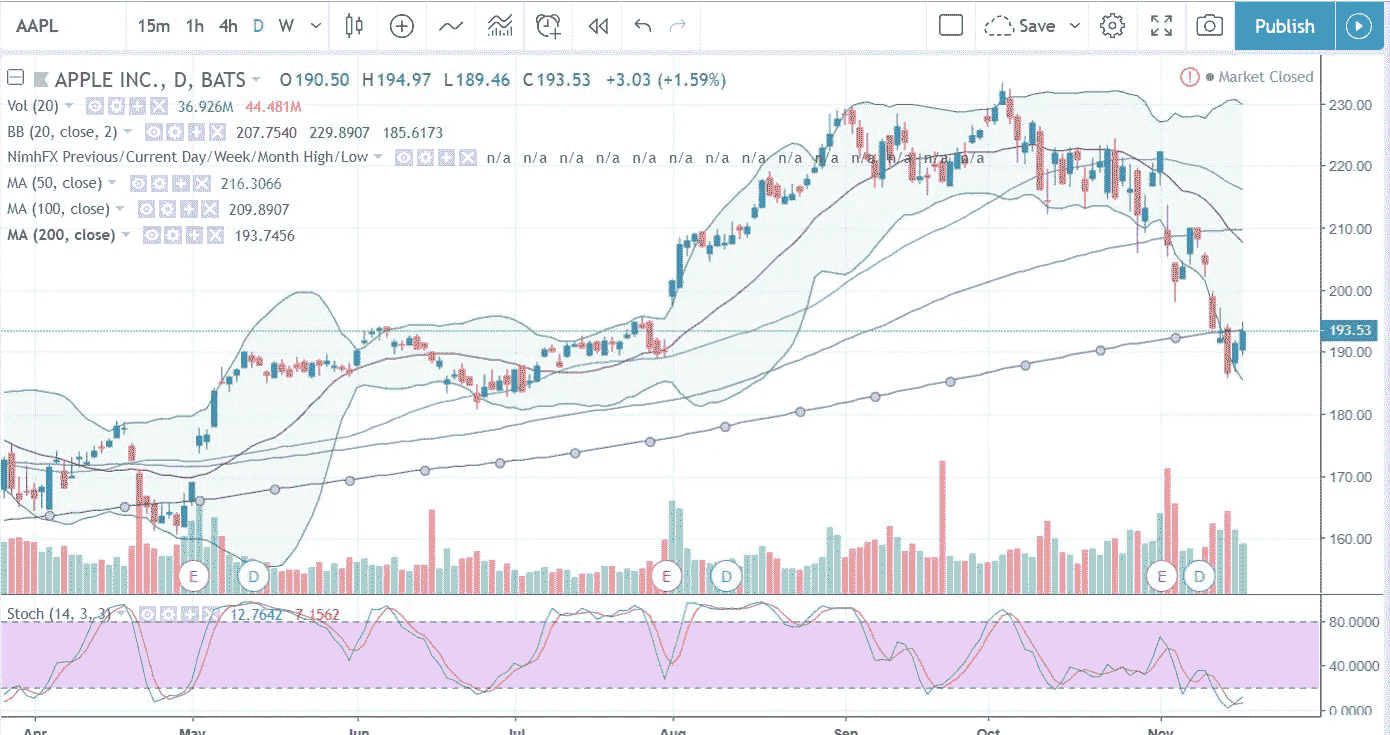 AAPL 15m 1h 4h D W Save Publish
APPLE INC., D, BATS O190.50 H194.97 L189.46 C193.53 +3.03 (+1.59%) Market Closed
Vol (20) 36.926M 44.481M
BB (20, close, 2) 207.7540 229.8907 185.6173
NimhFX Previous/Current Day/Week/Month High/Low n/a n/a n/a n/a n/a n/a n/a n/a n/a n/a n/a n/a n/a n/a
MA (50, close) 216.3066
MA (100, close) 209.8907
MA (200, close) 193.7456
230.00
220.00
210.00
200.00
193.53
190.00
180.00
170.00
160.00
E D E D E D
Stoch (14, 3, 3) 12.7642 7.1562
80.0000
40.0000
0.0000
Apr May Jun Jul Aug Sep Oct Nov